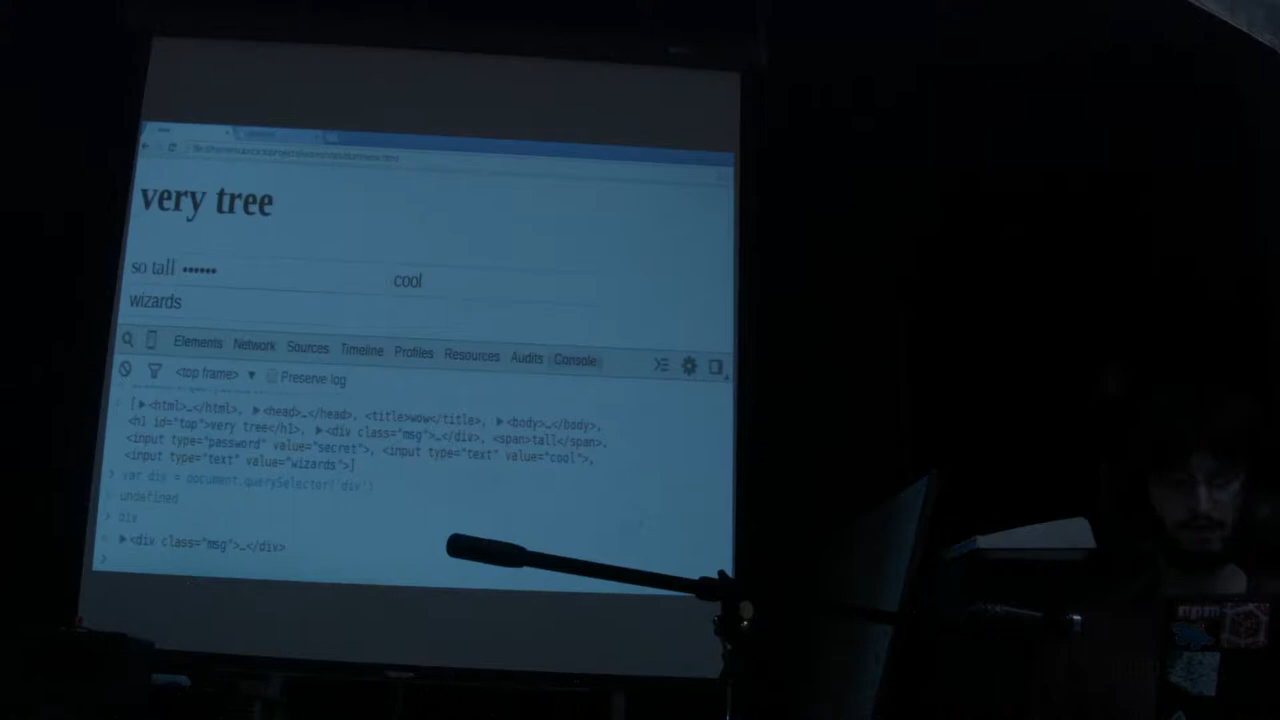 very tree
so tall ••••••
cool
wizards
Elements Network Sources Timeline Profiles Resources Audits Console
<top frame> ▼ Preserve log
[▶<html>…</html>, ▶<head>…</head>, <title>wow</title>, ▶<body>…</body>,
<h1 id="top">very tree</h1>, ▶<div class="msg">…</div>, <span>tall</span>,
<input type="password" value="secret">, <input type="text" value="cool">,
<input type="text" value="wizards">]
> var div = document.querySelector('div')
undefined
> div
▶<div class="msg">…</div>
>